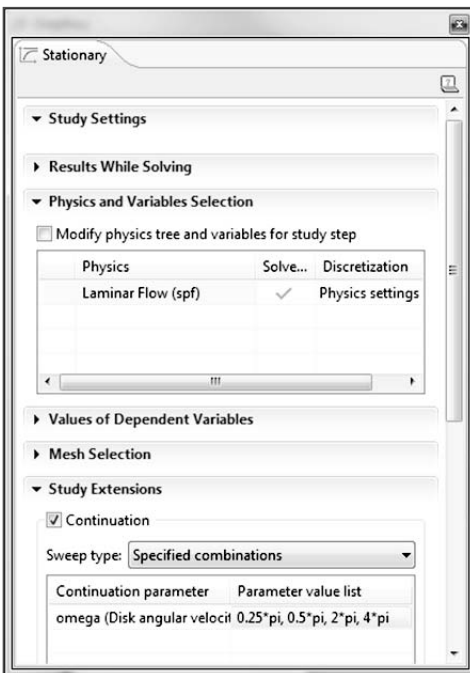 Stationary
Study Settings
Results While Solving
Physics and Variables Selection
Modify physics tree and variables for study step
Physics Solve... Discretization
Laminar Flow (spf) Physics settings
Values of Dependent Variables
Mesh Selection
Study Extensions
Continuation
Sweep type: Specified combinations
Continuation parameter Parameter value list
omega (Disk angular velocit 0.25*pi, 0.5*pi, 2*pi, 4*pi